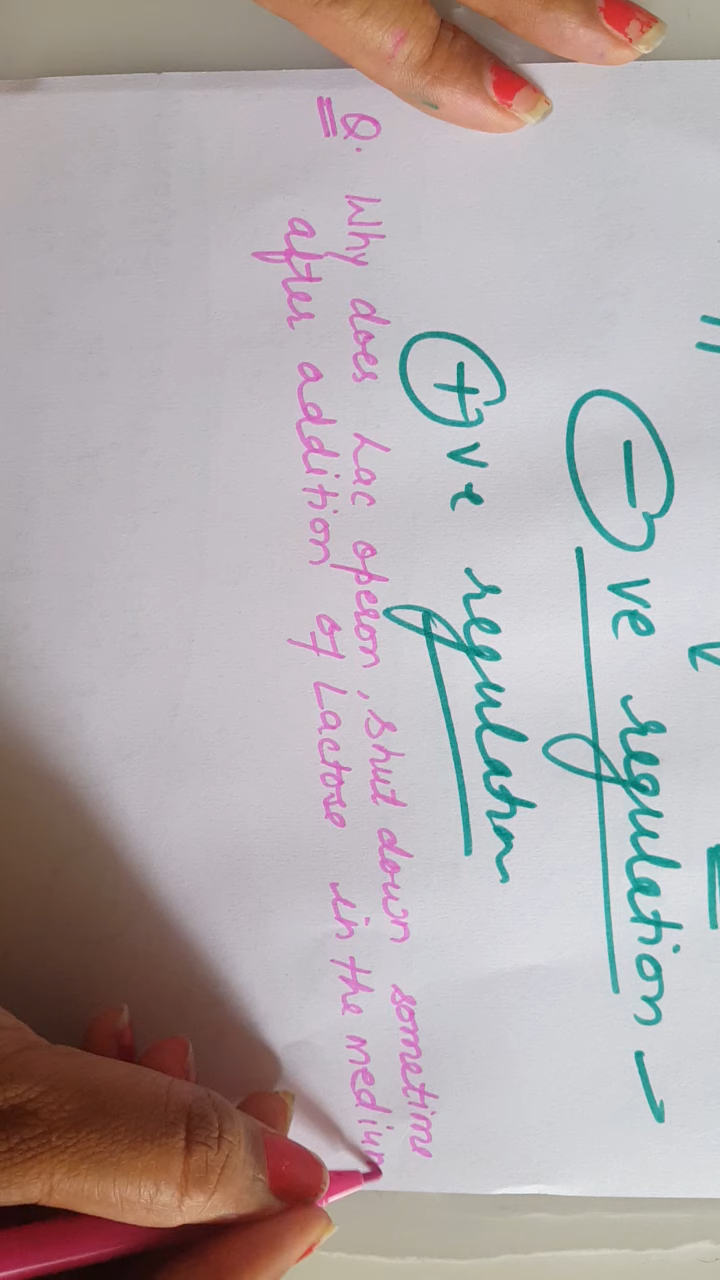 ⊖ve regulation →
⊕ve regulation
Q. Why does Lac operon, shut down sometime
after addition of Lactose in the medium